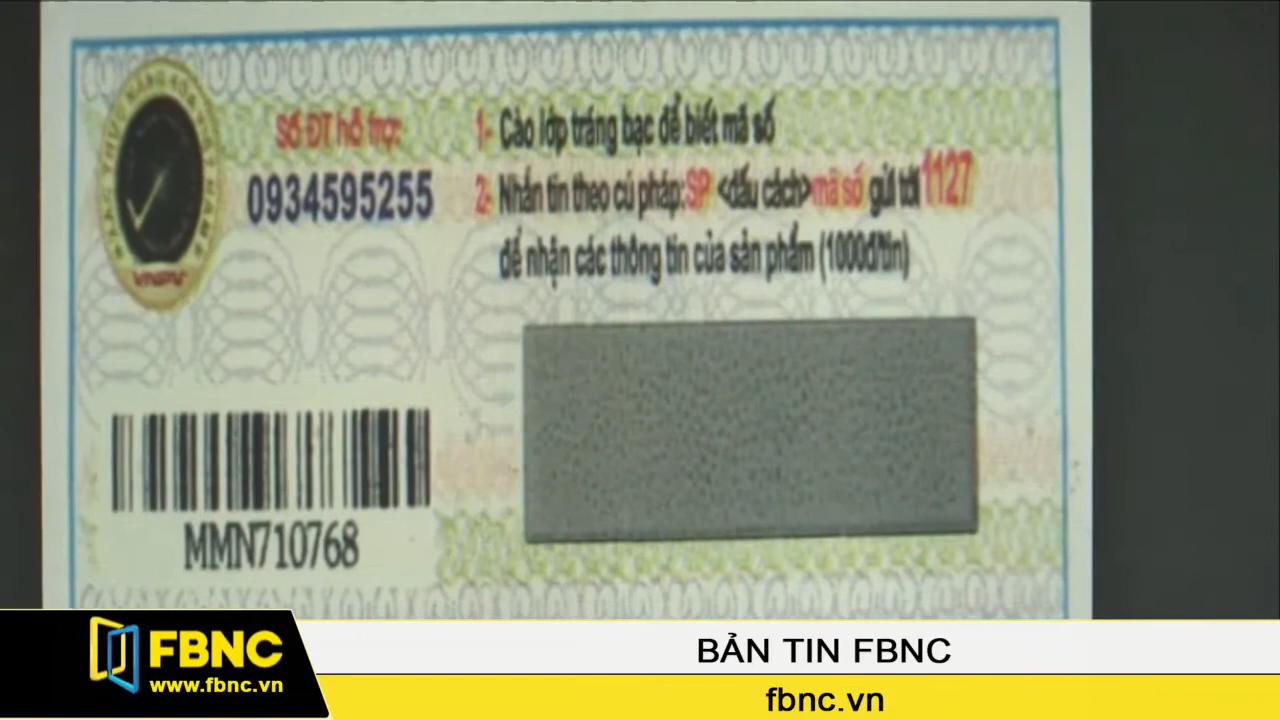 Số ĐT hỗ trợ:
0934595255
1- Cào lớp tráng bạc để biết mã số
2- Nhắn tin theo cú pháp:SP <dấu cách>mã số gửi tới 1127
để nhận các thông tin của sản phẩm (1000đ/tin)
MMN710768
FBNC
www.fbnc.vn
BẢN TIN FBNC
fbnc.vn